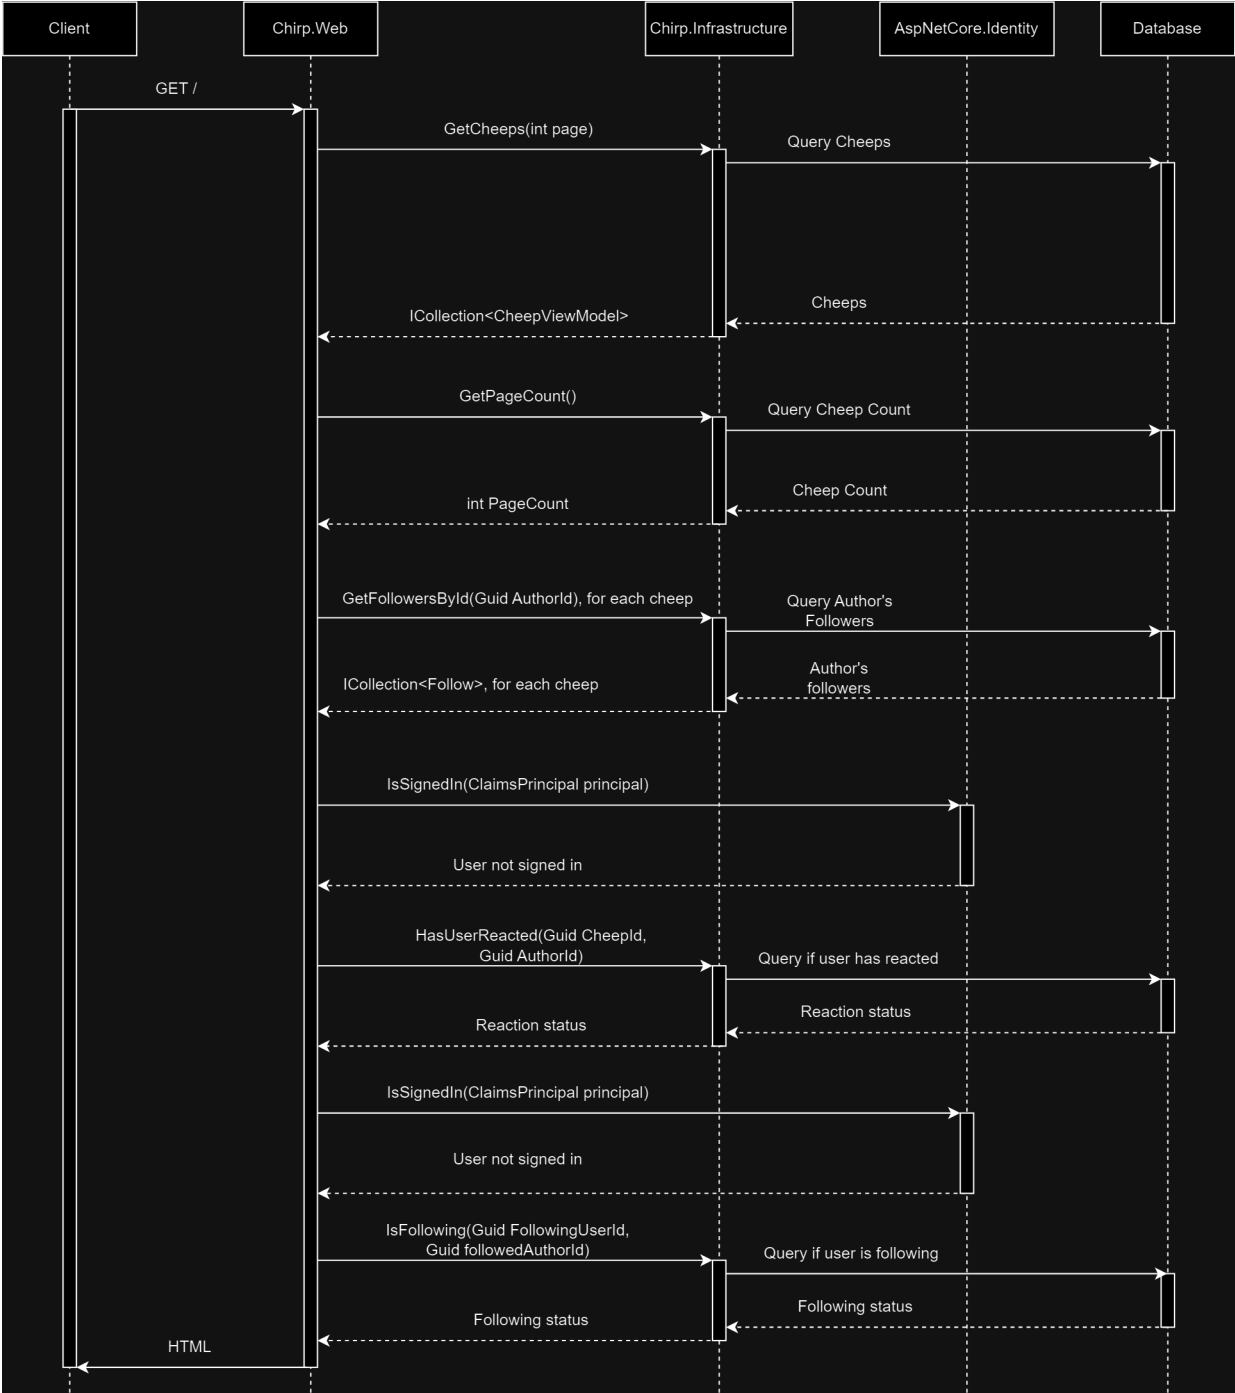 Client
Chirp.Web
Chirp.Infrastructure
AspNetCore.Identity
Database
GET /
GetCheeps(int page)
Query Cheeps
Cheeps
ICollection<CheepViewModel>
GetPageCount()
Query Cheep Count
Cheep Count
int PageCount
GetFollowersById(Guid AuthorId), for each cheep
Query Author's
Followers
Author's
followers
ICollection<Follow>, for each cheep
IsSignedIn(ClaimsPrincipal principal)
User not signed in
HasUserReacted(Guid CheepId,
Guid AuthorId)
Query if user has reacted
Reaction status
Reaction status
IsSignedIn(ClaimsPrincipal principal)
User not signed in
IsFollowing(Guid FollowingUserId,
Guid followedAuthorId)
Query if user is following
Following status
Following status
HTML